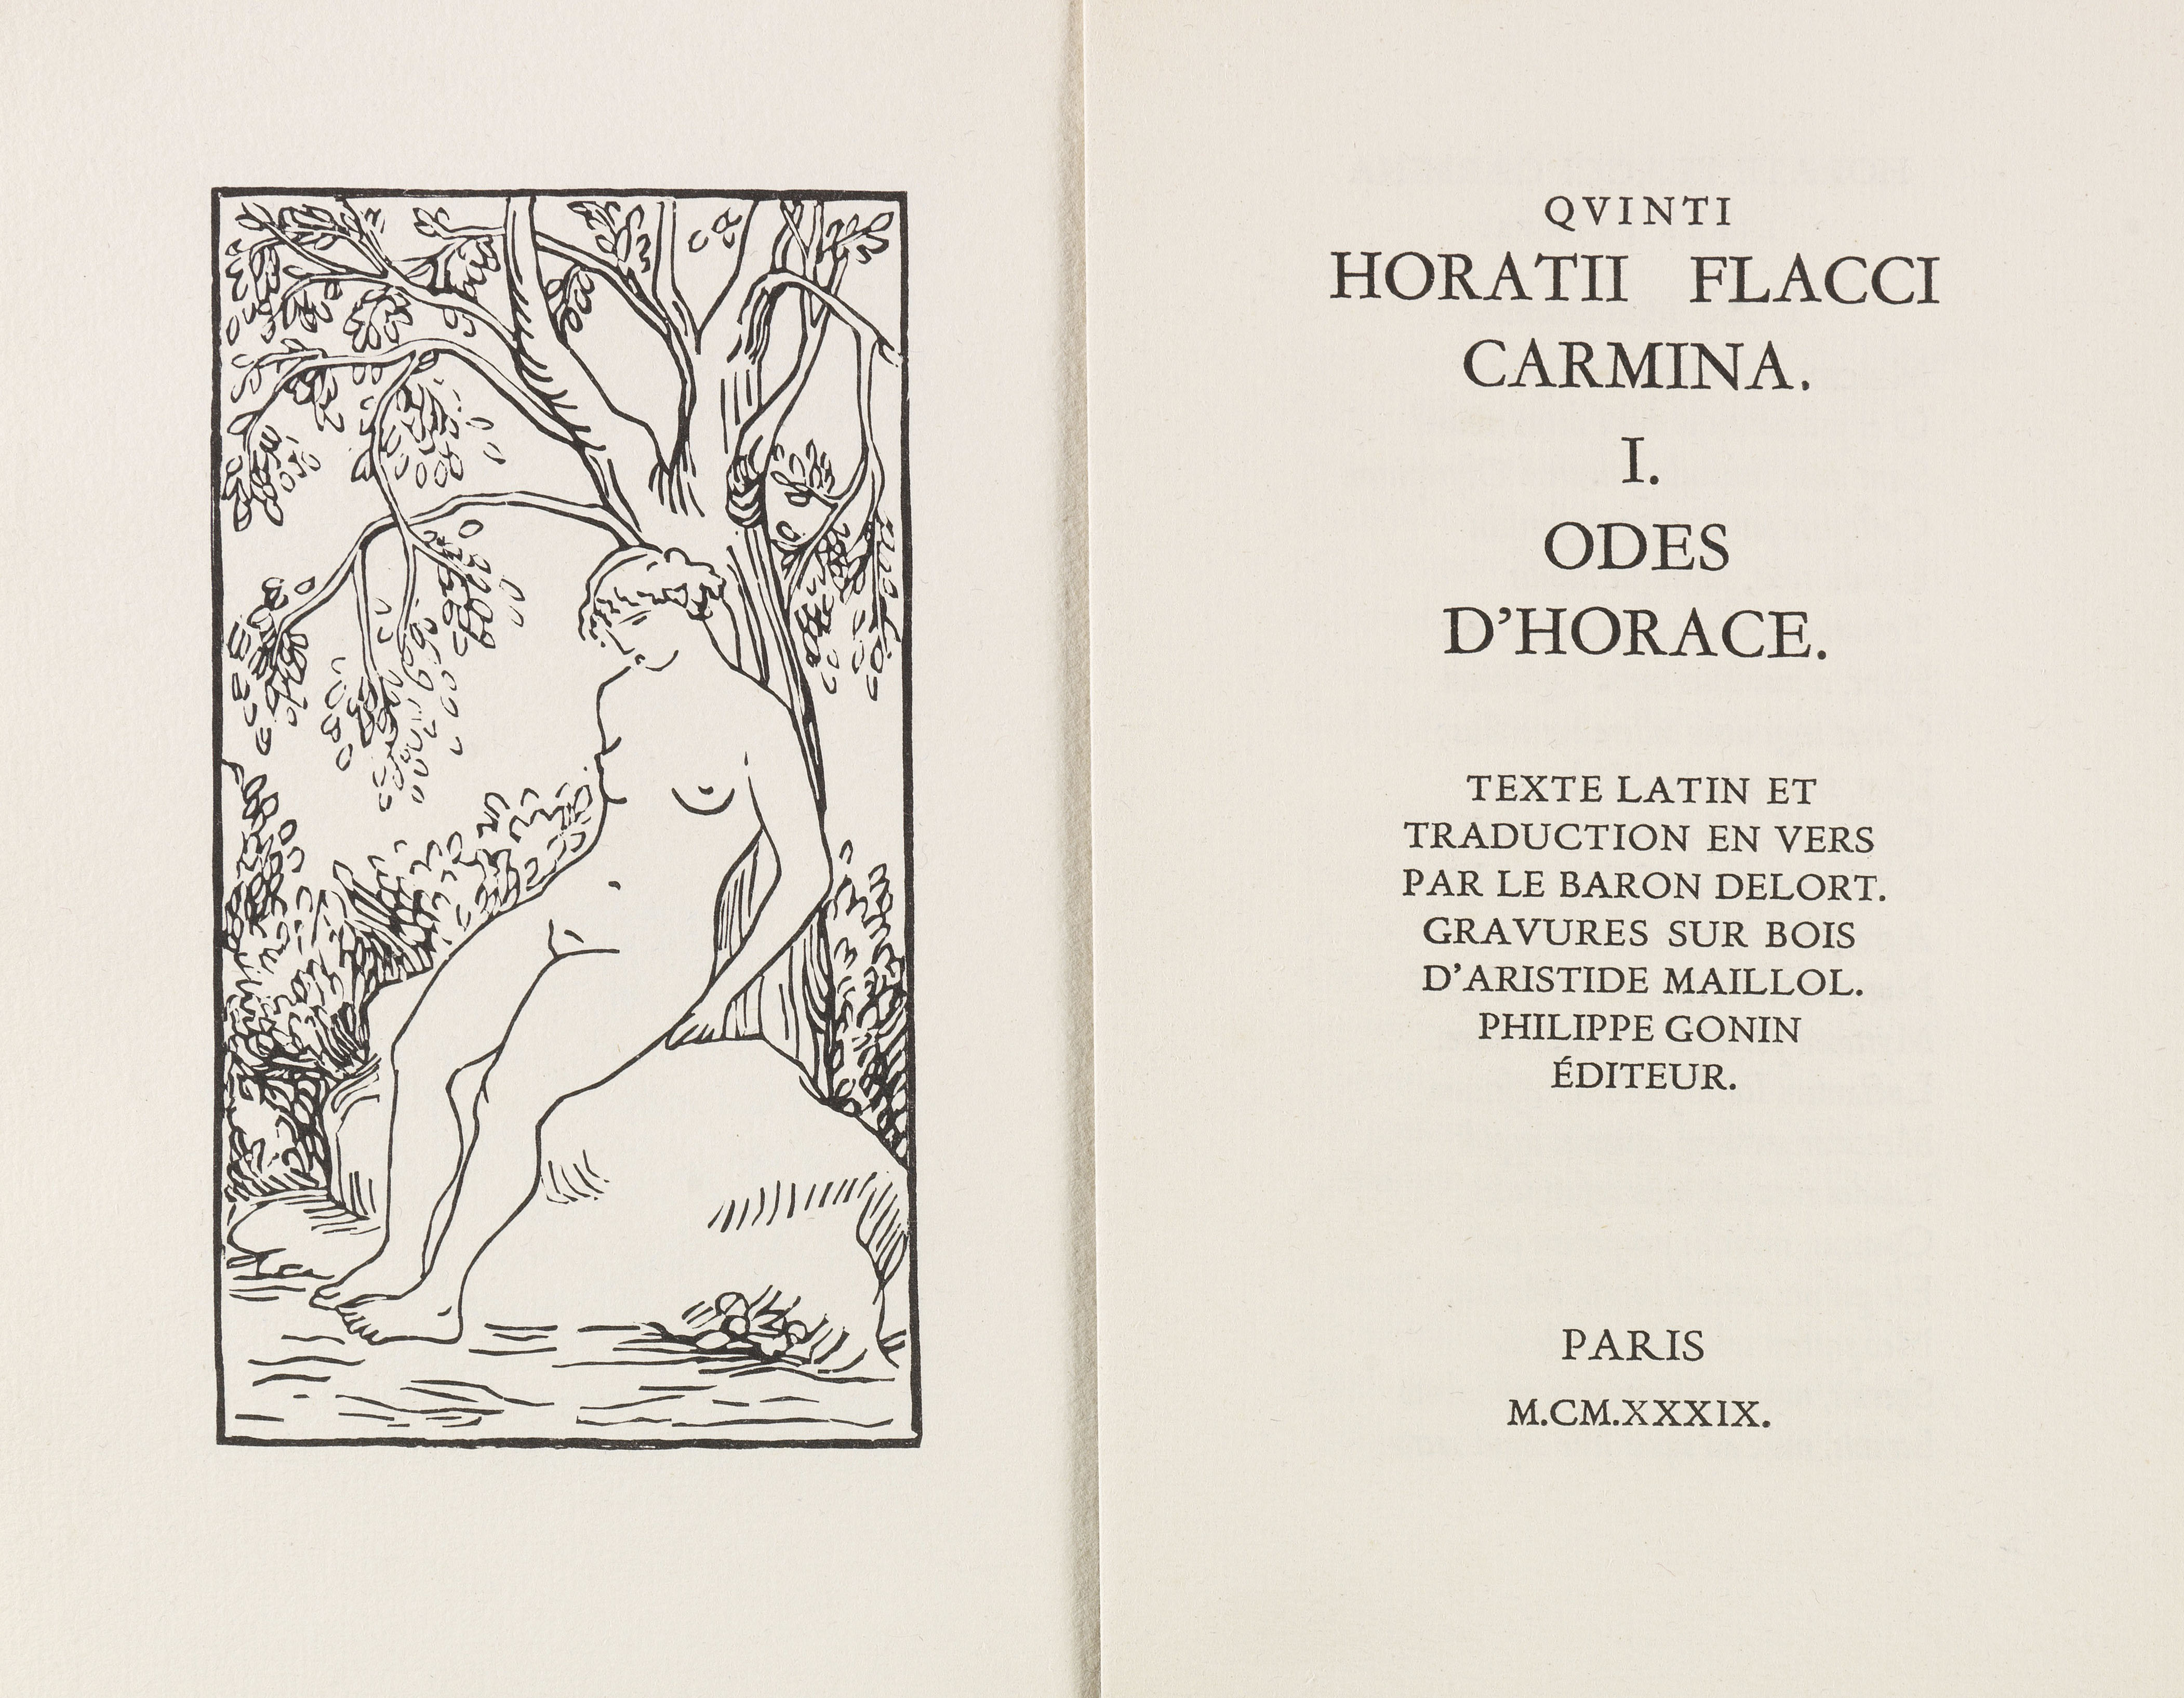 QVINTI
HORATII FLACCI
CARMINA.
I.
ODES
D'HORACE.
TEXTE LATIN ET
TRADUCTION EN VERS
PAR LE BARON DELORT.
GRAVURES SUR BOIS
D'ARISTIDE MAILLOL.
PHILIPPE GONIN
ÉDITEUR.
PARIS
M.CM.XXXIX.